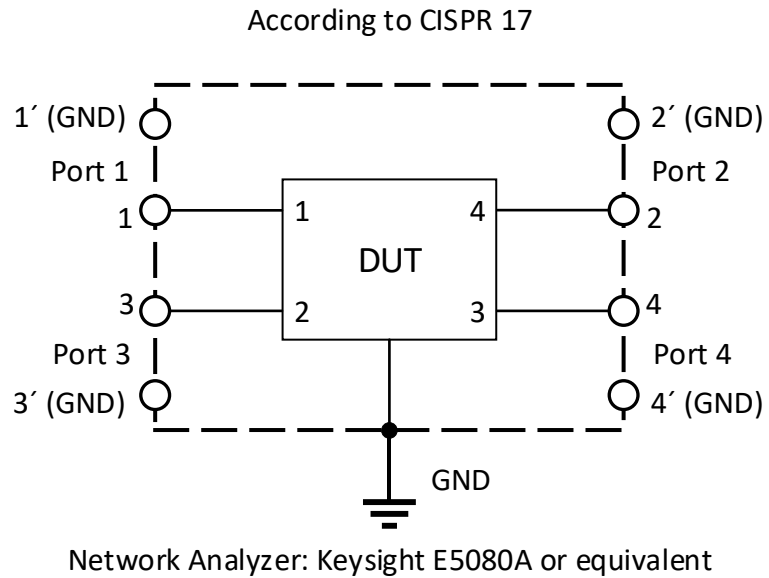 According to CISPR 17
1´ (GND) 2´ (GND)
Port 1 Port 2
1 1 4 2
DUT
3 2 3 4
Port 3 Port 4
3´ (GND) 4´ (GND)
GND
Network Analyzer: Keysight E5080A or equivalent